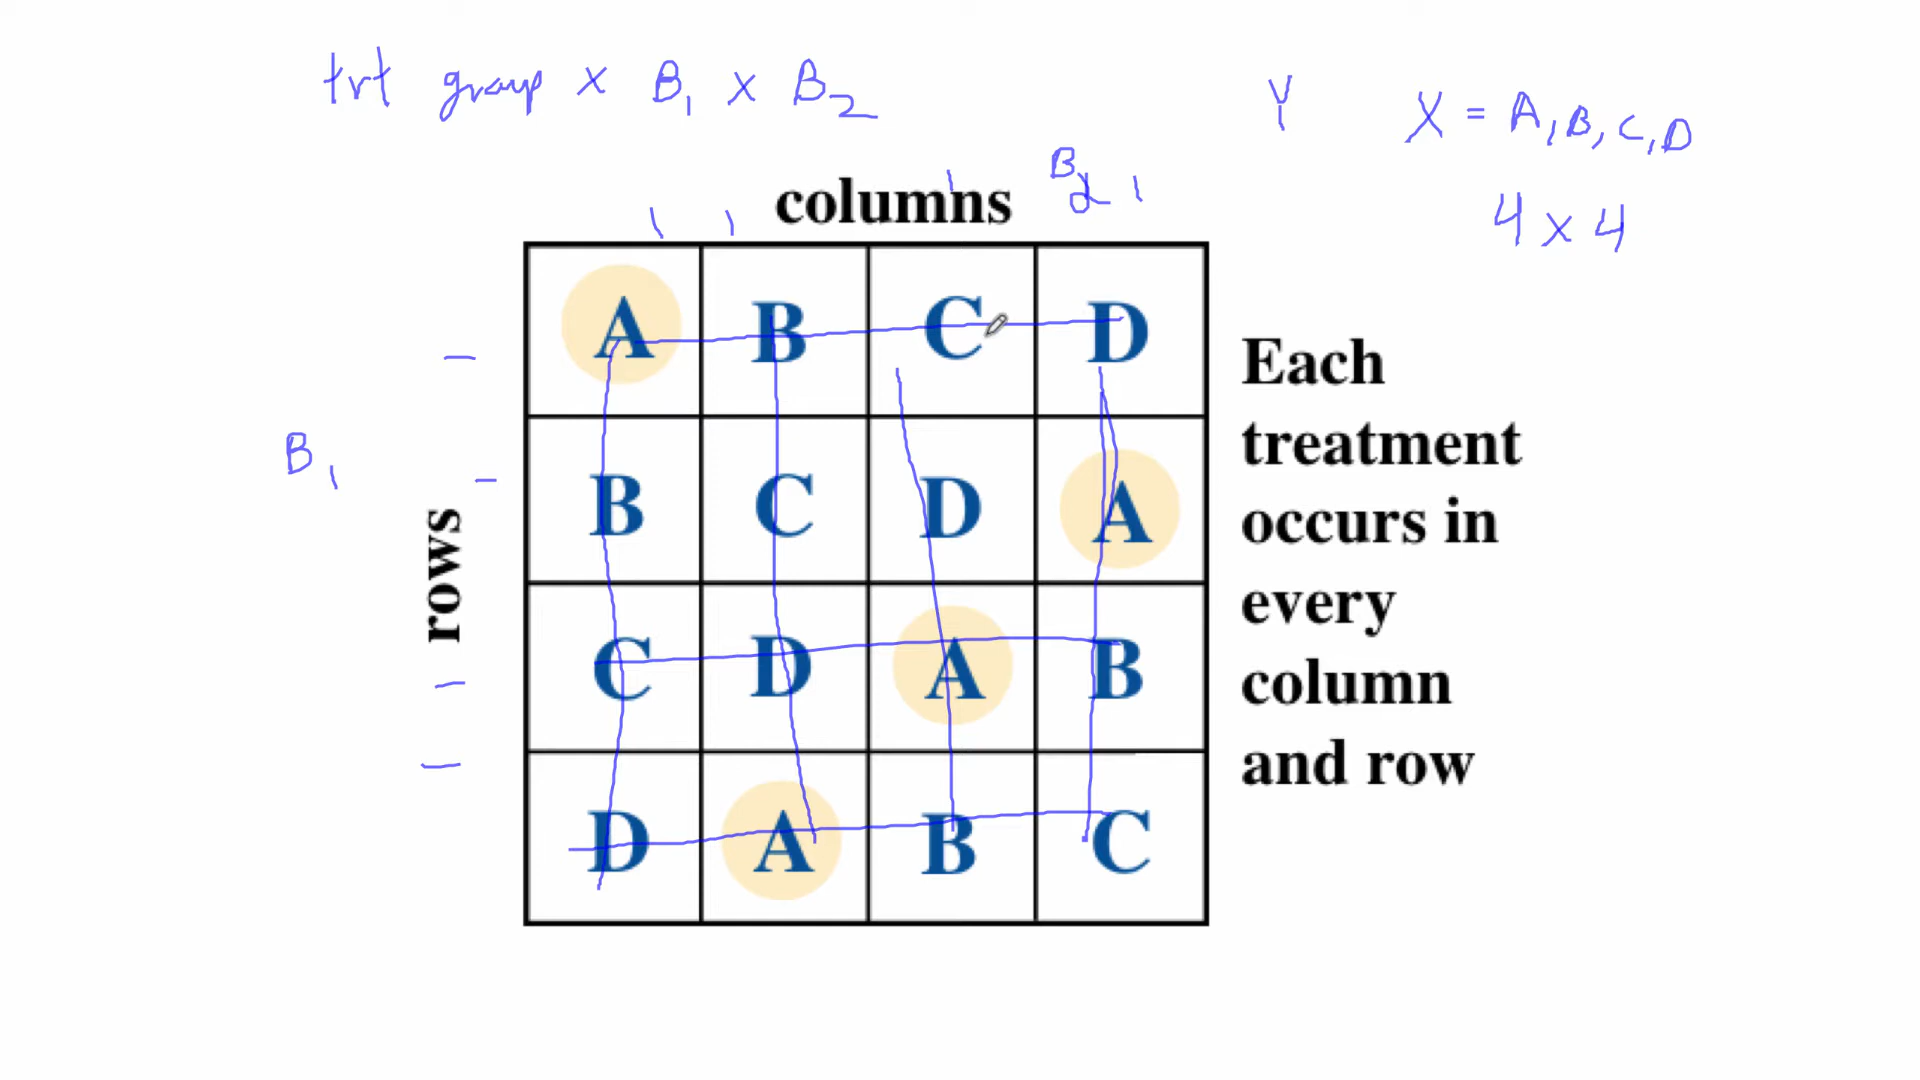 trt group x B1 x B2
Y X = A, B, C, D
4 x 4
B2
columns
A B C D
B C D A
C D A B
D A B C
B1
rows
Each
treatment
occurs in
every
column
and row